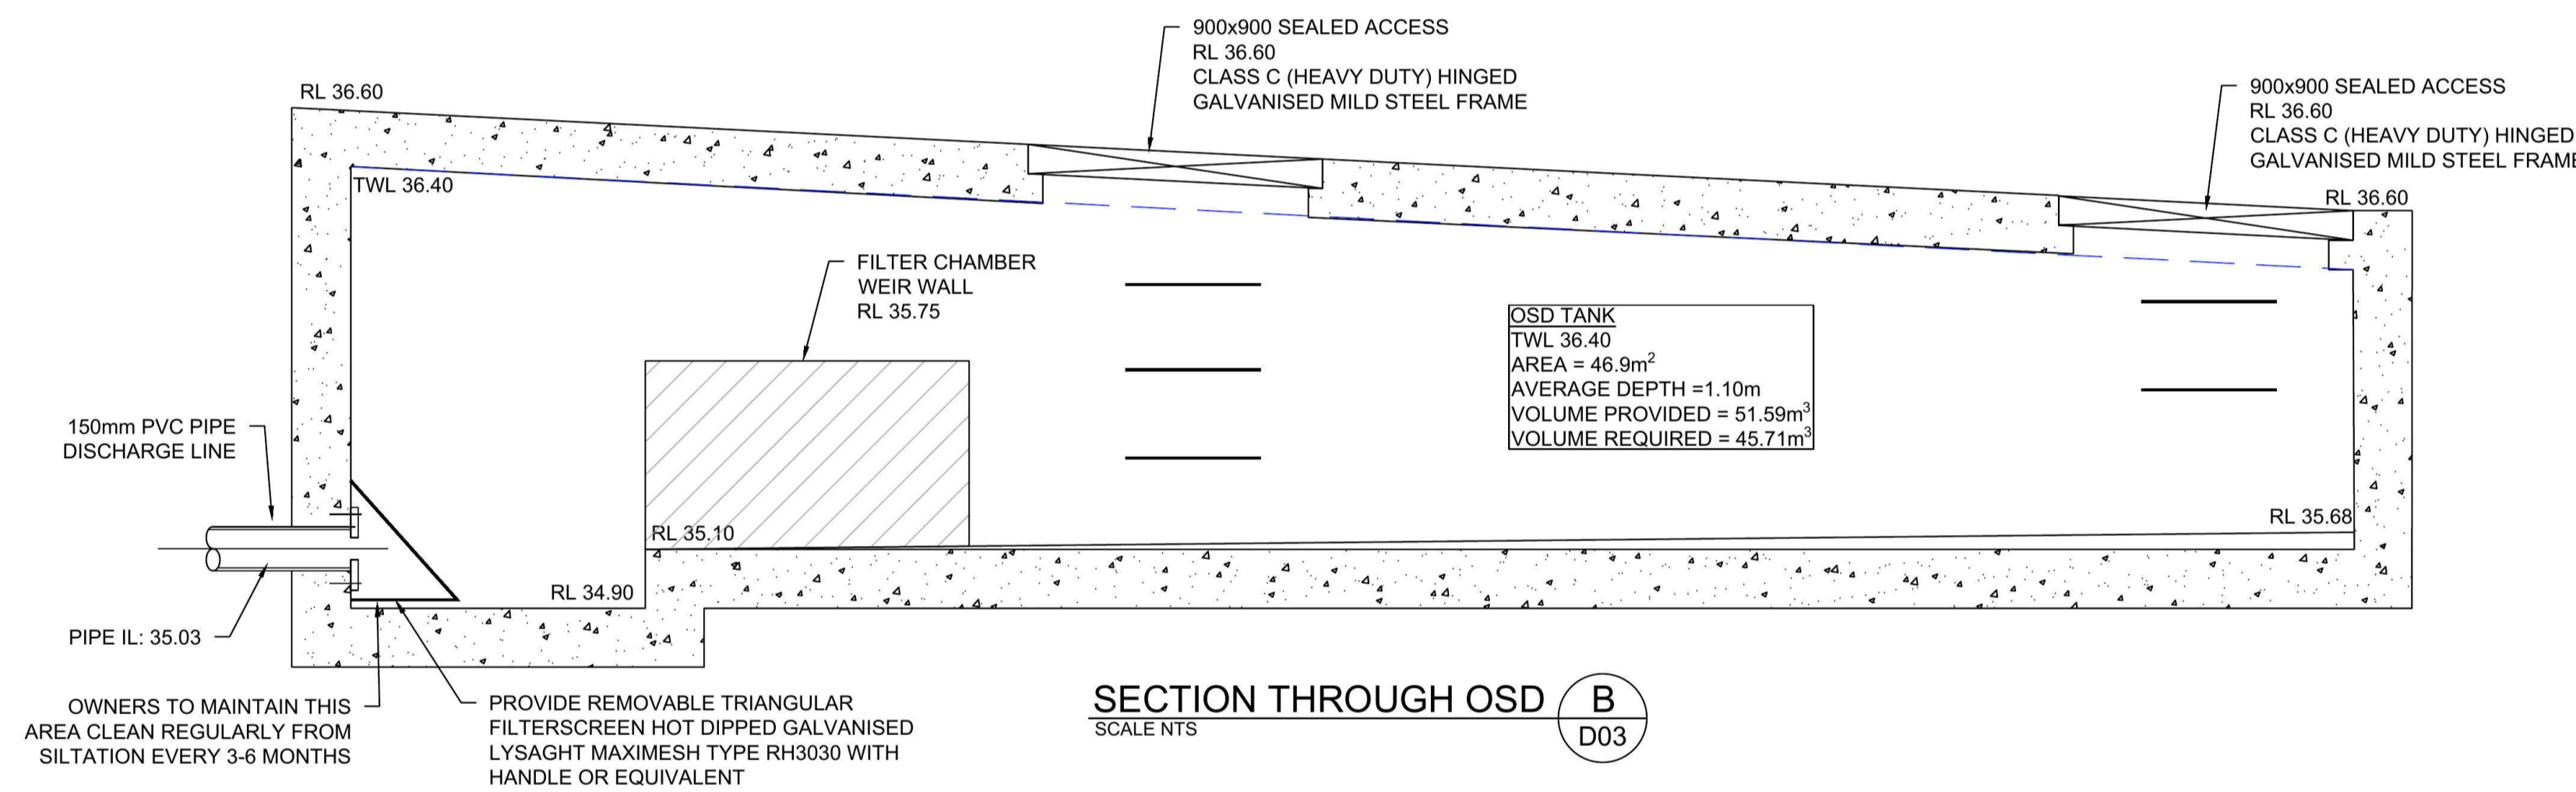 900x900 SEALED ACCESS
RL 36.60
CLASS C (HEAVY DUTY) HINGED
GALVANISED MILD STEEL FRAME
900x900 SEALED ACCESS
RL 36.60
CLASS C (HEAVY DUTY) HINGED
GALVANISED MILD STEEL FRAME
RL 36.60
TWL 36.40
RL 36.60
FILTER CHAMBER
WEIR WALL
RL 35.75
OSD TANK
TWL 36.40
AREA = 46.9m²
AVERAGE DEPTH =1.10m
VOLUME PROVIDED = 51.59m³
VOLUME REQUIRED = 45.71m³
150mm PVC PIPE
DISCHARGE LINE
RL 35.10
RL 35.68
RL 34.90
PIPE IL: 35.03
OWNERS TO MAINTAIN THIS
AREA CLEAN REGULARLY FROM
SILTATION EVERY 3-6 MONTHS
PROVIDE REMOVABLE TRIANGULAR
FILTERSCREEN HOT DIPPED GALVANISED
LYSAGHT MAXIMESH TYPE RH3030 WITH
HANDLE OR EQUIVALENT
SECTION THROUGH OSD
SCALE NTS
B
D03